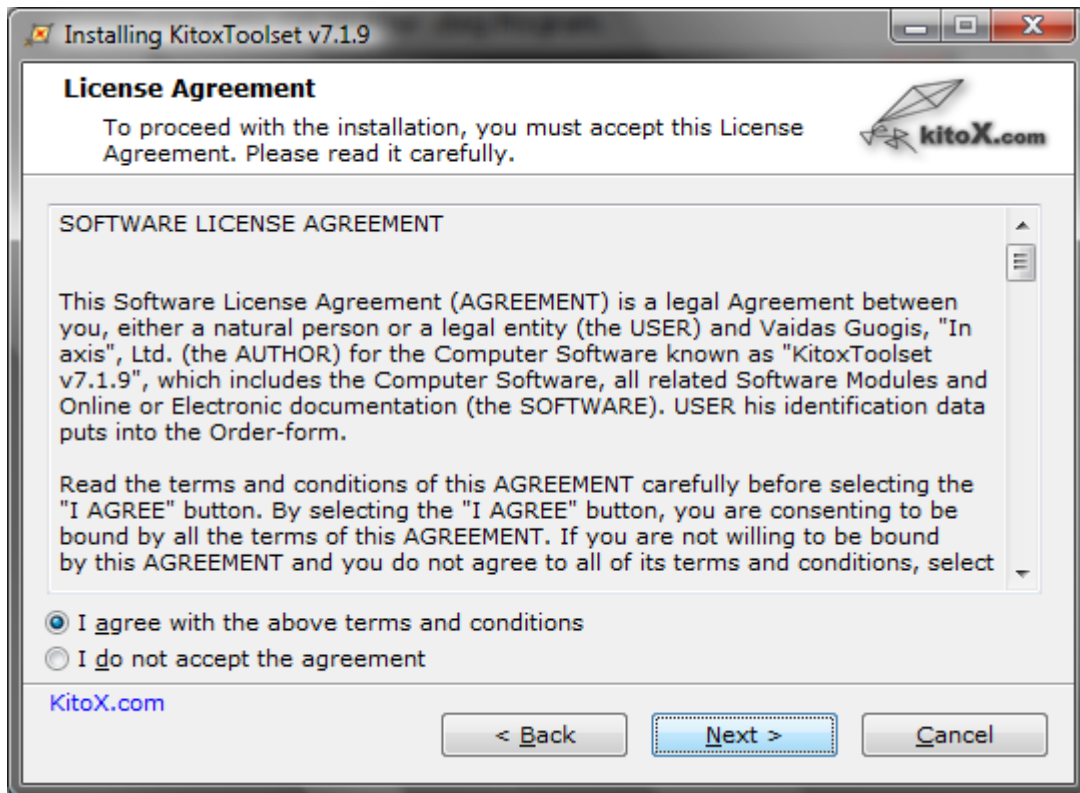 Installing KitoxToolset v7.1.9
License Agreement
To proceed with the installation, you must accept this License
Agreement. Please read it carefully.
kitoX.com
SOFTWARE LICENSE AGREEMENT
This Software License Agreement (AGREEMENT) is a legal Agreement between
you, either a natural person or a legal entity (the USER) and Vaidas Guogis, "In
axis", Ltd. (the AUTHOR) for the Computer Software known as "KitoxToolset
v7.1.9", which includes the Computer Software, all related Software Modules and
Online or Electronic documentation (the SOFTWARE). USER his identification data
puts into the Order-form.
Read the terms and conditions of this AGREEMENT carefully before selecting the
"I AGREE" button. By selecting the "I AGREE" button, you are consenting to be
bound by all the terms of this AGREEMENT. If you are not willing to be bound
by this AGREEMENT and you do not agree to all of its terms and conditions, select
I agree with the above terms and conditions
I do not accept the agreement
KitoX.com
< Back
Next >
Cancel